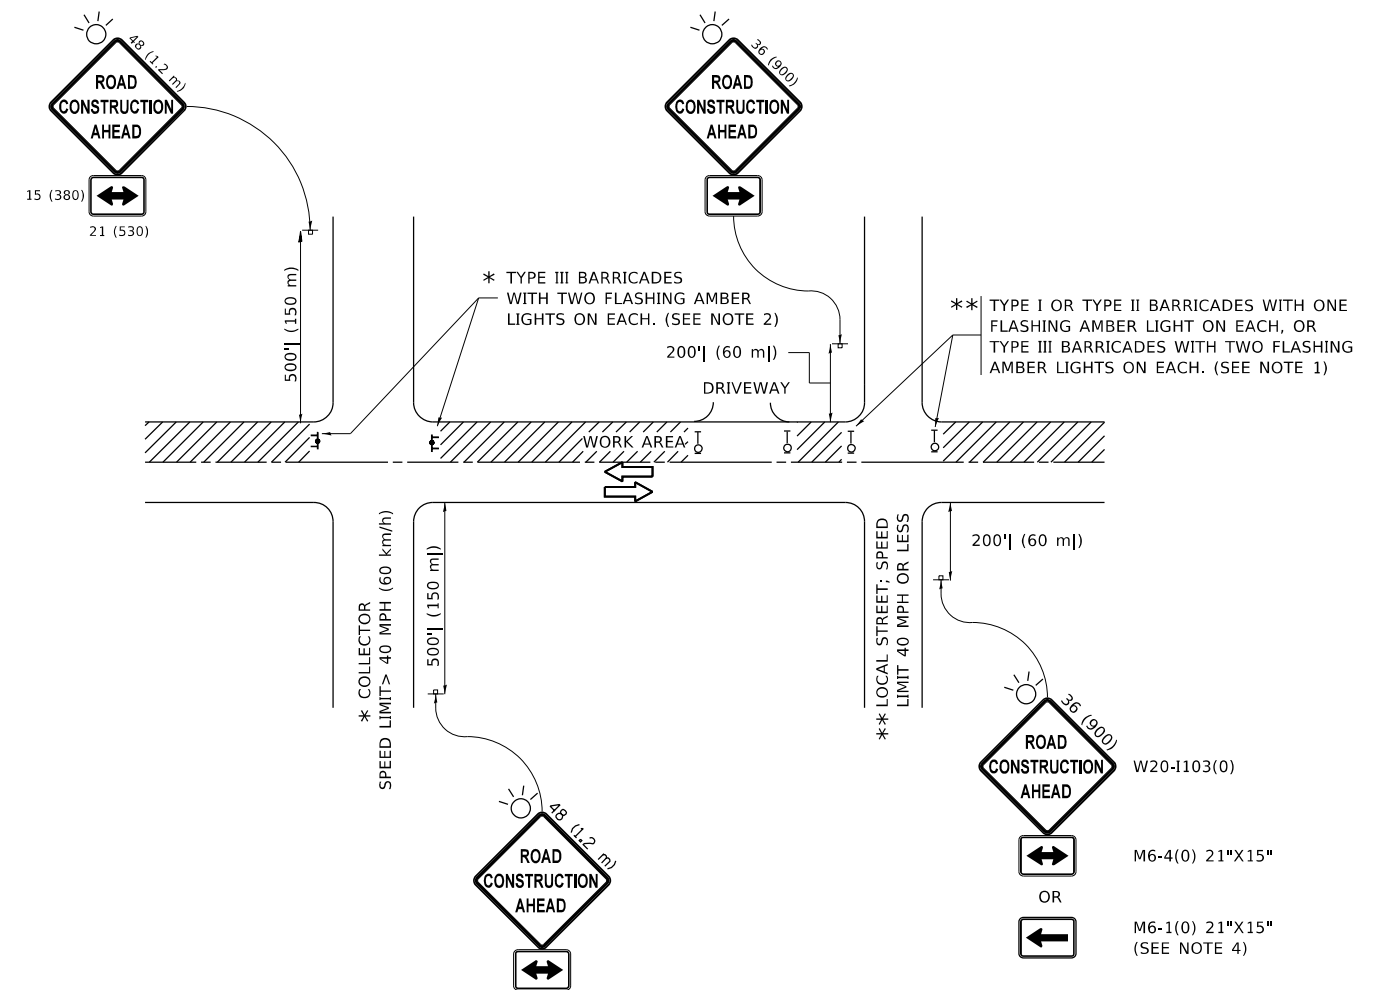 48 (1.2 m)
ROAD
CONSTRUCTION
AHEAD
15 (380)
21 (530)
36 (900)
ROAD
CONSTRUCTION
AHEAD
500'| (150 m)
* TYPE III BARRICADES
WITH TWO FLASHING AMBER
LIGHTS ON EACH. (SEE NOTE 2)
200'| (60 m|)
DRIVEWAY
** TYPE I OR TYPE II BARRICADES WITH ONE
FLASHING AMBER LIGHT ON EACH, OR
TYPE III BARRICADES WITH TWO FLASHING
AMBER LIGHTS ON EACH. (SEE NOTE 1)
WORK AREA
* COLLECTOR
SPEED LIMIT> 40 MPH (60 km/h)
500'| (150 m|)
** LOCAL STREET; SPEED
LIMIT 40 MPH OR LESS
200'| (60 m|)
48 (1.2 m)
ROAD
CONSTRUCTION
AHEAD
36 (900)
ROAD
CONSTRUCTION
AHEAD
W20-I103(0)
M6-4(0) 21"X15"
OR
M6-1(0) 21"X15"
(SEE NOTE 4)